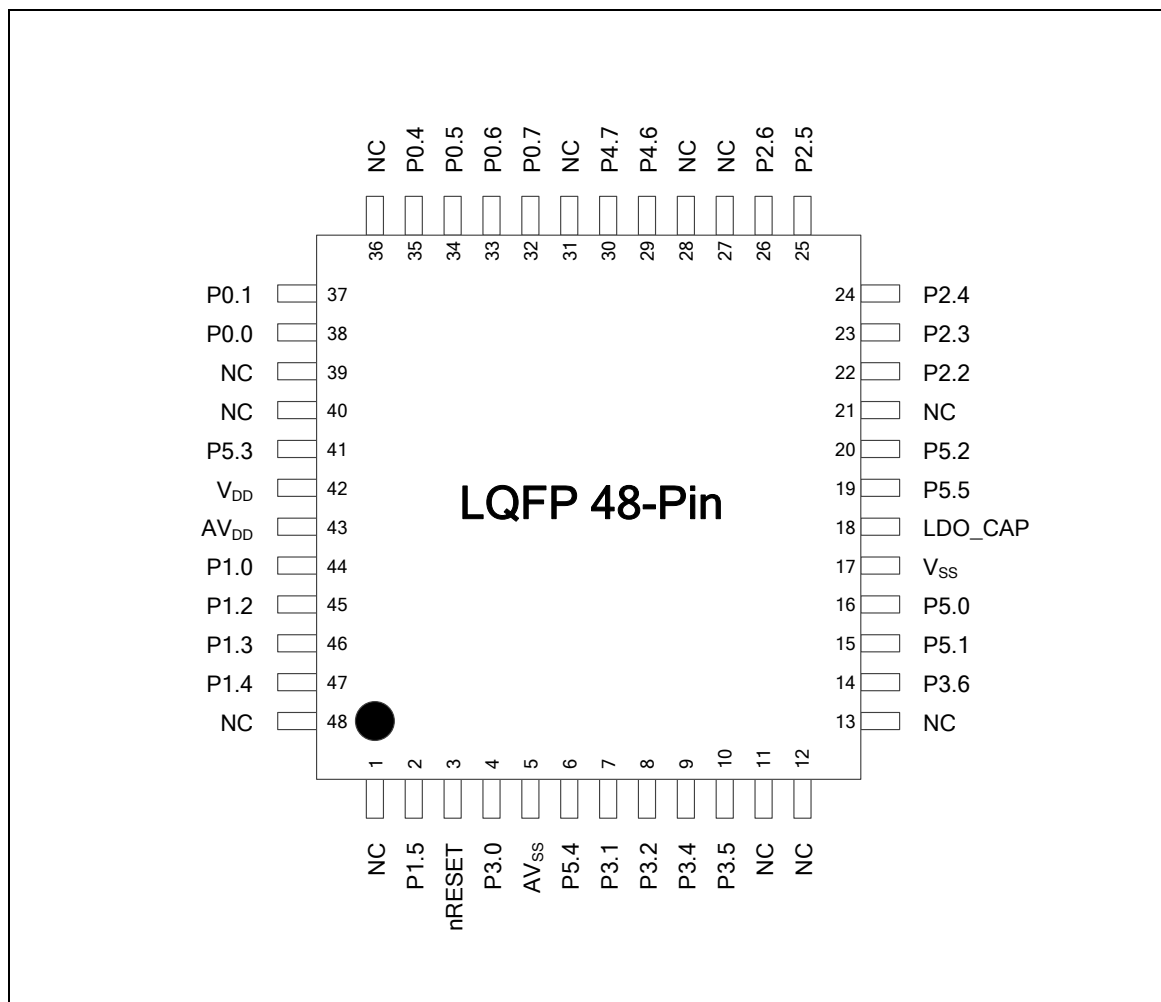 NC
P0.4
P0.5
P0.6
P0.7
NC
P4.7
P4.6
NC
NC
P2.6
P2.5
36
35
34
33
32
31
30
29
28
27
26
25
P0.1 37
P0.0 38
NC 39
NC 40
P5.3 41
VDD 42
AVDD 43
P1.0 44
P1.2 45
P1.3 46
P1.4 47
NC 48
LQFP 48-Pin
24 P2.4
23 P2.3
22 P2.2
21 NC
20 P5.2
19 P5.5
18 LDO_CAP
17 VSS
16 P5.0
15 P5.1
14 P3.6
13 NC
1
2
3
4
5
6
7
8
9
10
11
12
NC
P1.5
nRESET
P3.0
AVSS
P5.4
P3.1
P3.2
P3.4
P3.5
NC
NC